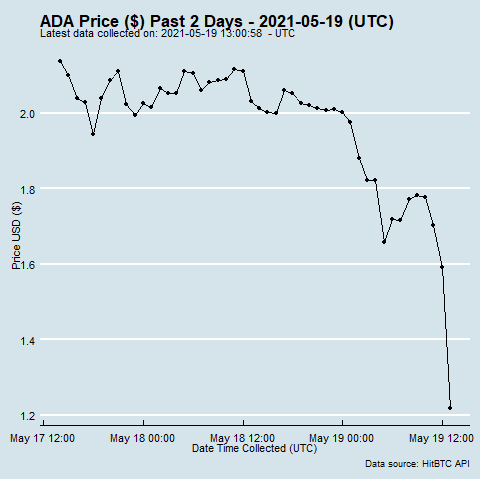 ADA Price ($) Past 2 Days - 2021-05-19 (UTC)
Latest data collected on: 2021-05-19 13:00:58 - UTC
Price USD ($)
2.0
1.8
1.6
1.4
1.2
May 17 12:00 May 18 00:00 May 18 12:00 May 19 00:00 May 19 12:00
Date Time Collected (UTC)
Data source: HitBTC API